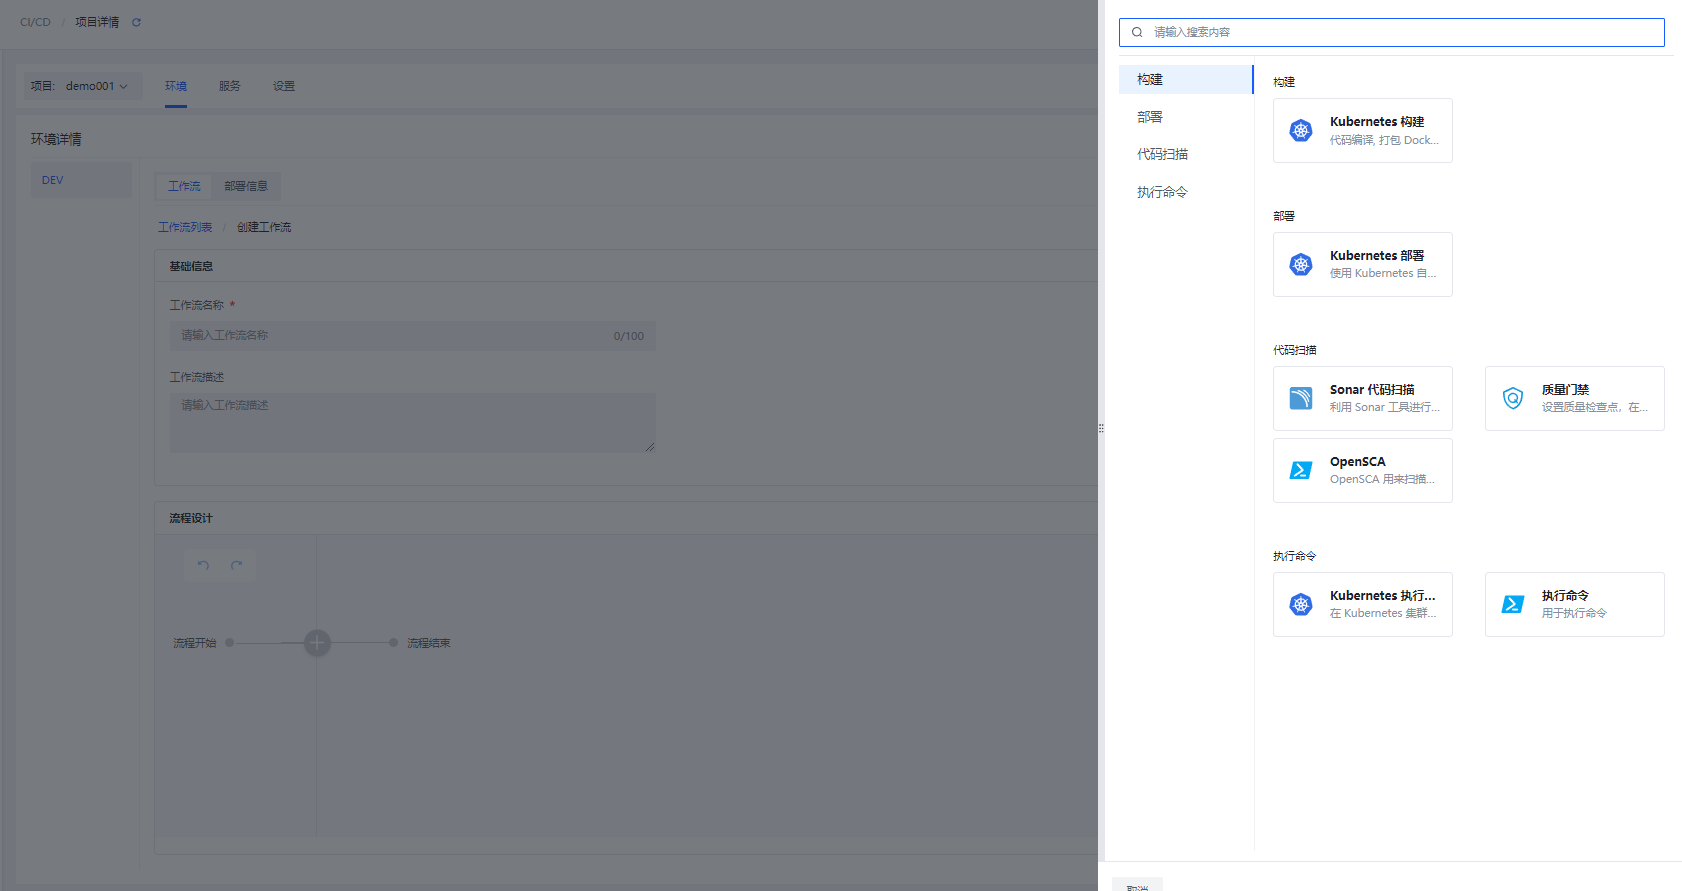 CI/CD / 项目详情
项目: demo001
环境
服务
设置
环境详情
DEV
工作流
部署信息
工作流列表 / 创建工作流
基础信息
工作流名称 *
请输入工作流名称
0/100
工作流描述
请输入工作流描述
流程设计
流程开始
流程结束
请输入搜索内容
构建
部署
代码扫描
执行命令
构建
Kubernetes 构建
代码编译, 打包 Dock...
部署
Kubernetes 部署
使用 Kubernetes 自...
代码扫描
Sonar 代码扫描
利用 Sonar 工具进行...
质量门禁
设置质量检查点，在...
OpenSCA
OpenSCA 用来扫描...
执行命令
Kubernetes 执行...
在 Kubernetes 集群...
执行命令
用于执行命令
取消